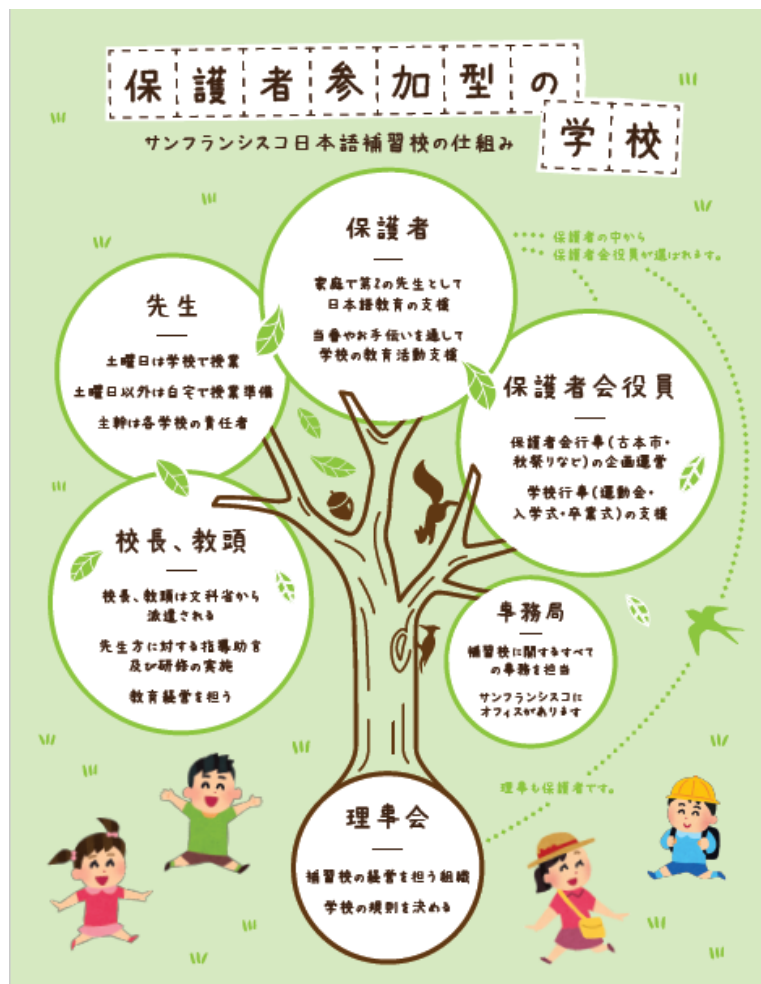 保護者参加型の
学校
サンフランシスコ日本語補習校の仕組み
保護者
家庭で第2の先生として
日本語教育の支援
当番やお手伝いを通して
学校の教育活動支援
保護者の中から
保護者会役員が選ばれます。
先生
土曜日は学校で授業
土曜日以外は自宅で授業準備
主幹は各学校の責任者
保護者会役員
保護者会行事(古本市・
秋祭りなど)の企画運営
学校行事(運動会・
入学式・卒業式)の支援
校長、教頭
校長、教頭は文科省から
派遣される
先生方に対する指導助言
及び研修の実施
教育経営を担う
事務局
補習校に関するすべて
の事務を担当
サンフランシスコに
オフィスがあります
理事も保護者です。
理事会
補習校の経営を担う組織
学校の規則を決める